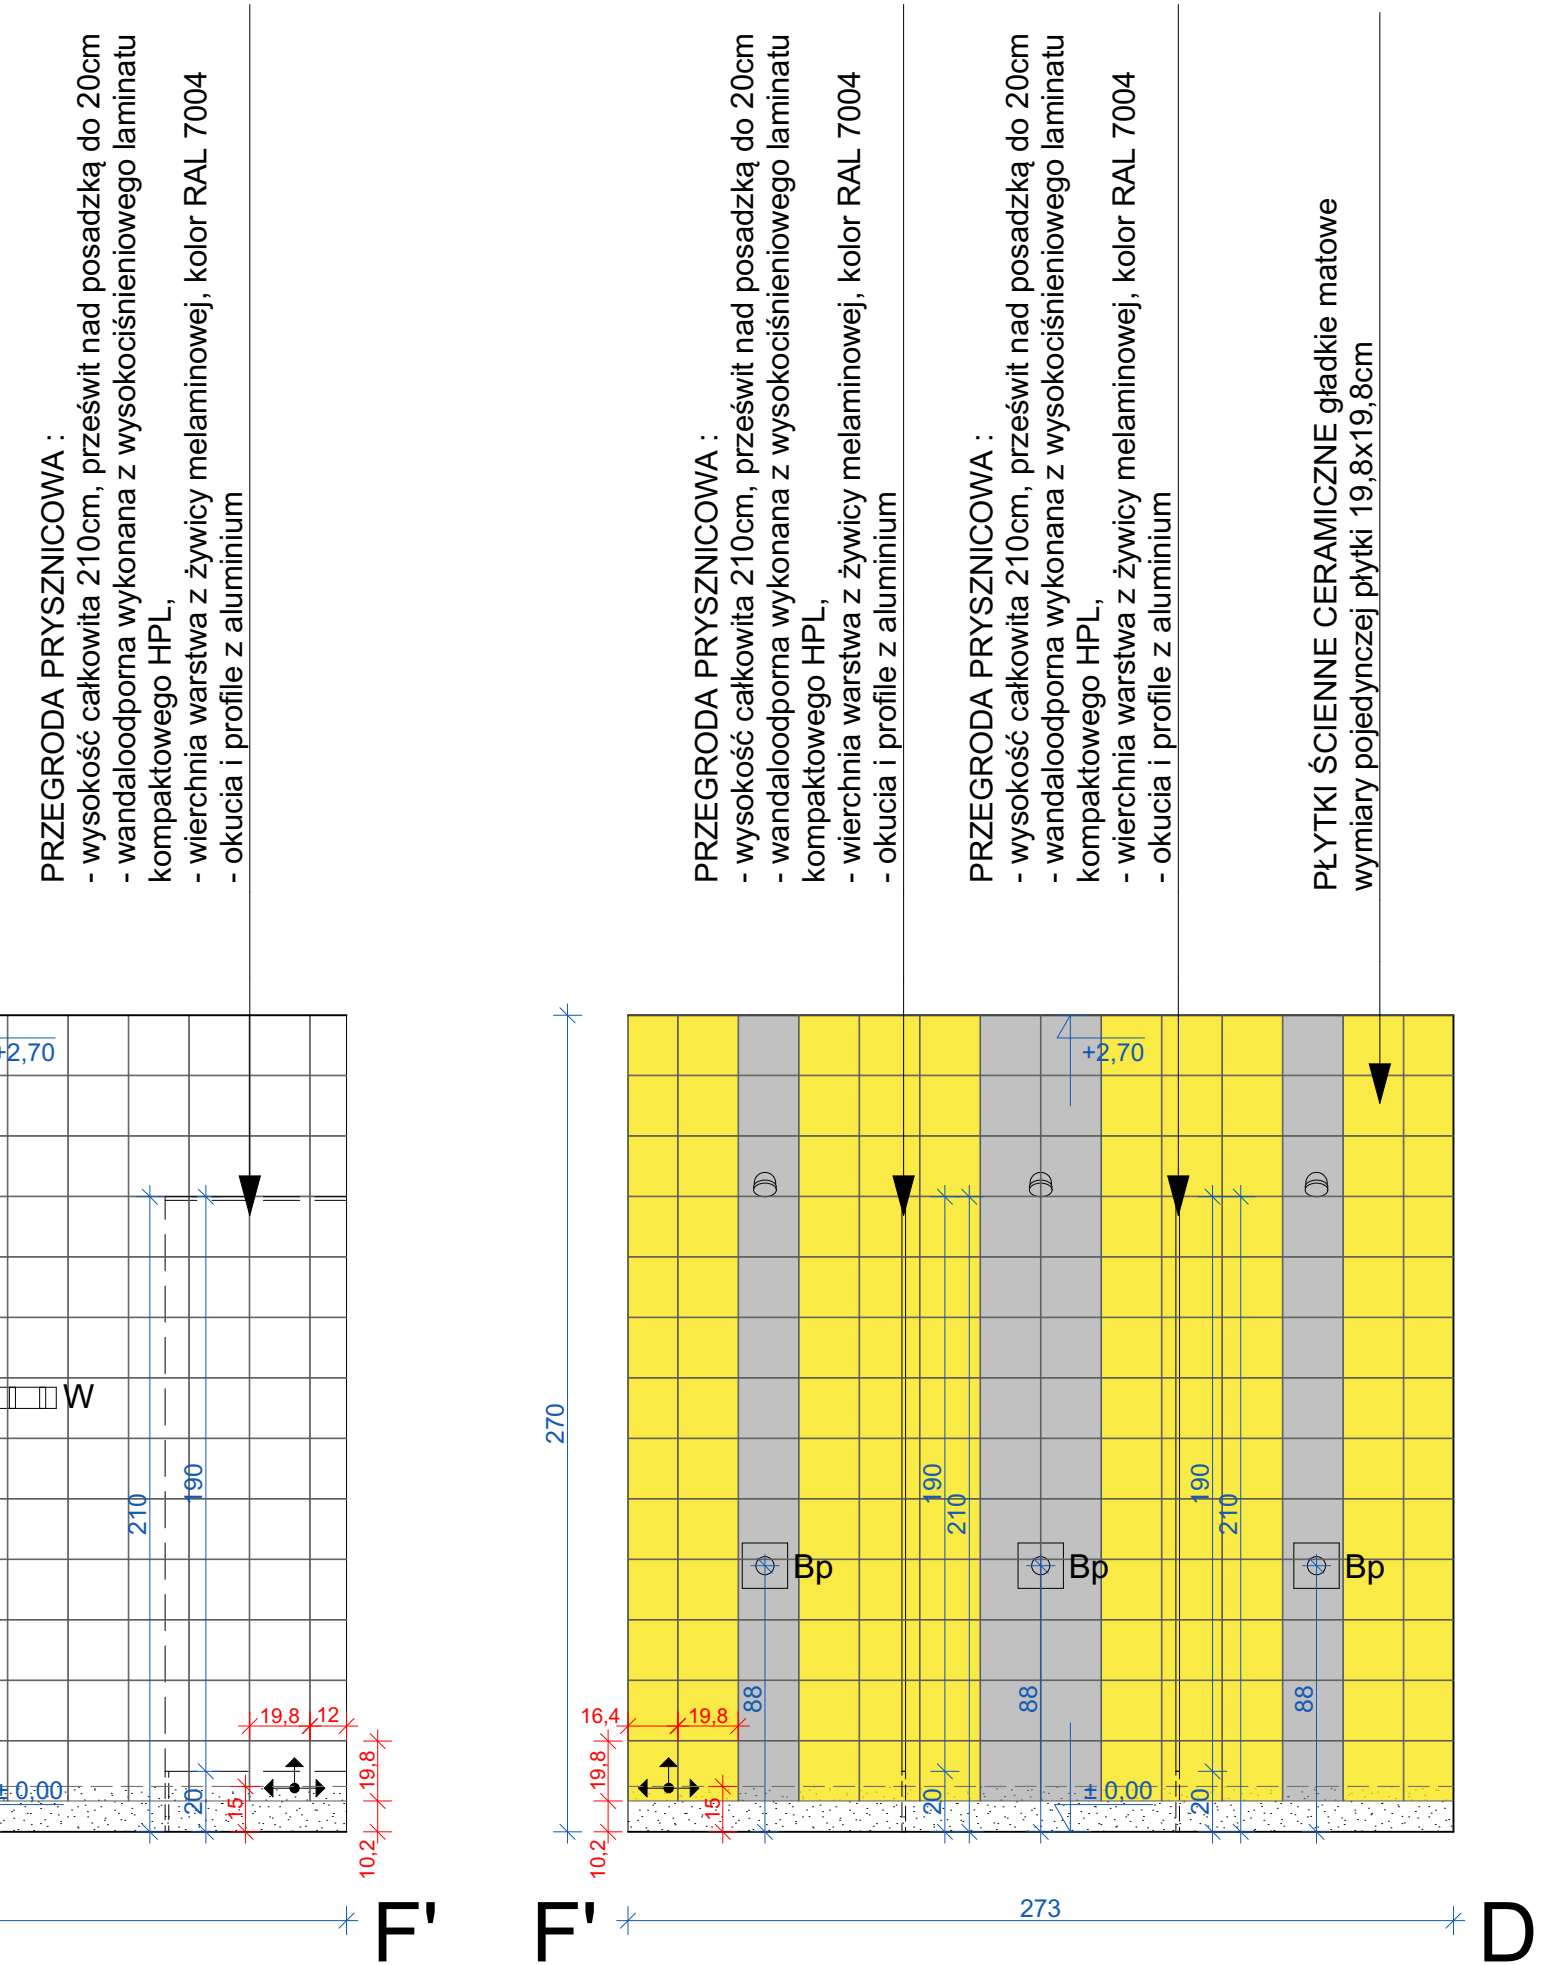 PRZEGRODA PRYSZNICOWA :
- wysokość całkowita 210cm, prześwit nad posadzką do 20cm
- wandaloodporna wykonana z wysokociśnieniowego laminatu
kompaktowego HPL,
- wierchnia warstwa z żywicy melaminowej, kolor RAL 7004
- okucia i profile z aluminium
PRZEGRODA PRYSZNICOWA :
- wysokość całkowita 210cm, prześwit nad posadzką do 20cm
- wandaloodporna wykonana z wysokociśnieniowego laminatu
kompaktowego HPL,
- wierchnia warstwa z żywicy melaminowej, kolor RAL 7004
- okucia i profile z aluminium
PRZEGRODA PRYSZNICOWA :
- wysokość całkowita 210cm, prześwit nad posadzką do 20cm
- wandaloodporna wykonana z wysokociśnieniowego laminatu
kompaktowego HPL,
- wierchnia warstwa z żywicy melaminowej, kolor RAL 7004
- okucia i profile z aluminium
PŁYTKI ŚCIENNE CERAMICZNE gładkie matowe
wymiary pojedynczej płytki 19,8x19,8cm
+2,70
W
210
190
19,8
12
19,8
± 0,00
20
15
10,2
F'
270
+2,70
190
210
190
210
Bp
Bp
Bp
88
88
88
16,4
19,8
19,8
15
20
± 0,00
20
10,2
F'
273
D